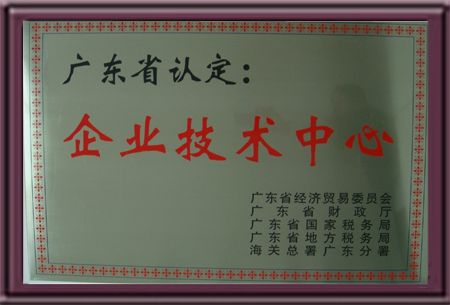 广东省认定：
企业技术中心
广东省经济贸易委员会
广东省财政厅
广东省国家税务局
广东省地方税务局
海关总署广东分署